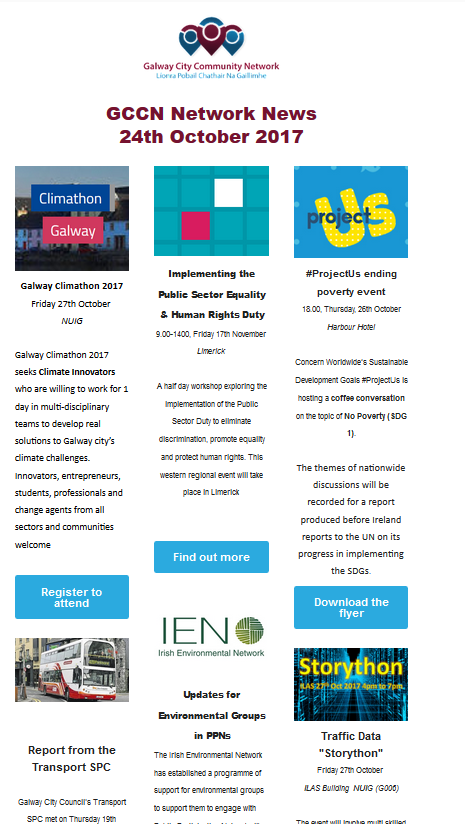 Galway City Community Network
Líonra Pobail Chathair Na Gaillimhe
GCCN Network News
24th October 2017
Climathon
Galway
Galway Climathon 2017
Friday 27th October
NUIG
Galway Climathon 2017
seeks Climate Innovators
who are willing to work for 1
day in multi-disciplinary
teams to develop real
solutions to Galway city's
climate challenges.
Innovators, entrepreneurs,
students, professionals and
change agents from all
sectors and communities
welcome
Register to
attend
Report from the
Transport SPC
Galway City Council's Transport
SPC met on Thursday 19th
Implementing the
Public Sector Equality
& Human Rights Duty
9.00-1400, Friday 17th November
Limerick
A half day workshop exploring the
implementation of the Public
Sector Duty to eliminate
discrimination, promote equality
and protect human rights. This
western regional event will take
place in Limerick
Find out more
IEN
Irish Environmental Network
Updates for
Environmental Groups
in PPNs
The Irish Environmental Network
has established a programme of
support for environmental groups
to support them to engage with
project Us
#ProjectUs ending
poverty event
18.00, Thursday, 26th October
Harbour Hotel
Concern Worldwide's Sustainable
Development Goals #ProjectUs is
hosting a coffee conversation
on the topic of No Poverty (SDG
1).
The themes of nationwide
discussions will be
recorded for a report
produced before Ireland
reports to the UN on its
progress in implementing
the SDGs.
Download the
flyer
Storython
ILAS 27th Oct 2017 4pm to 7pm
Traffic Data
"Storython"
Friday 27th October
ILAS Building NUIG (G006)
The event will involve multi skilled